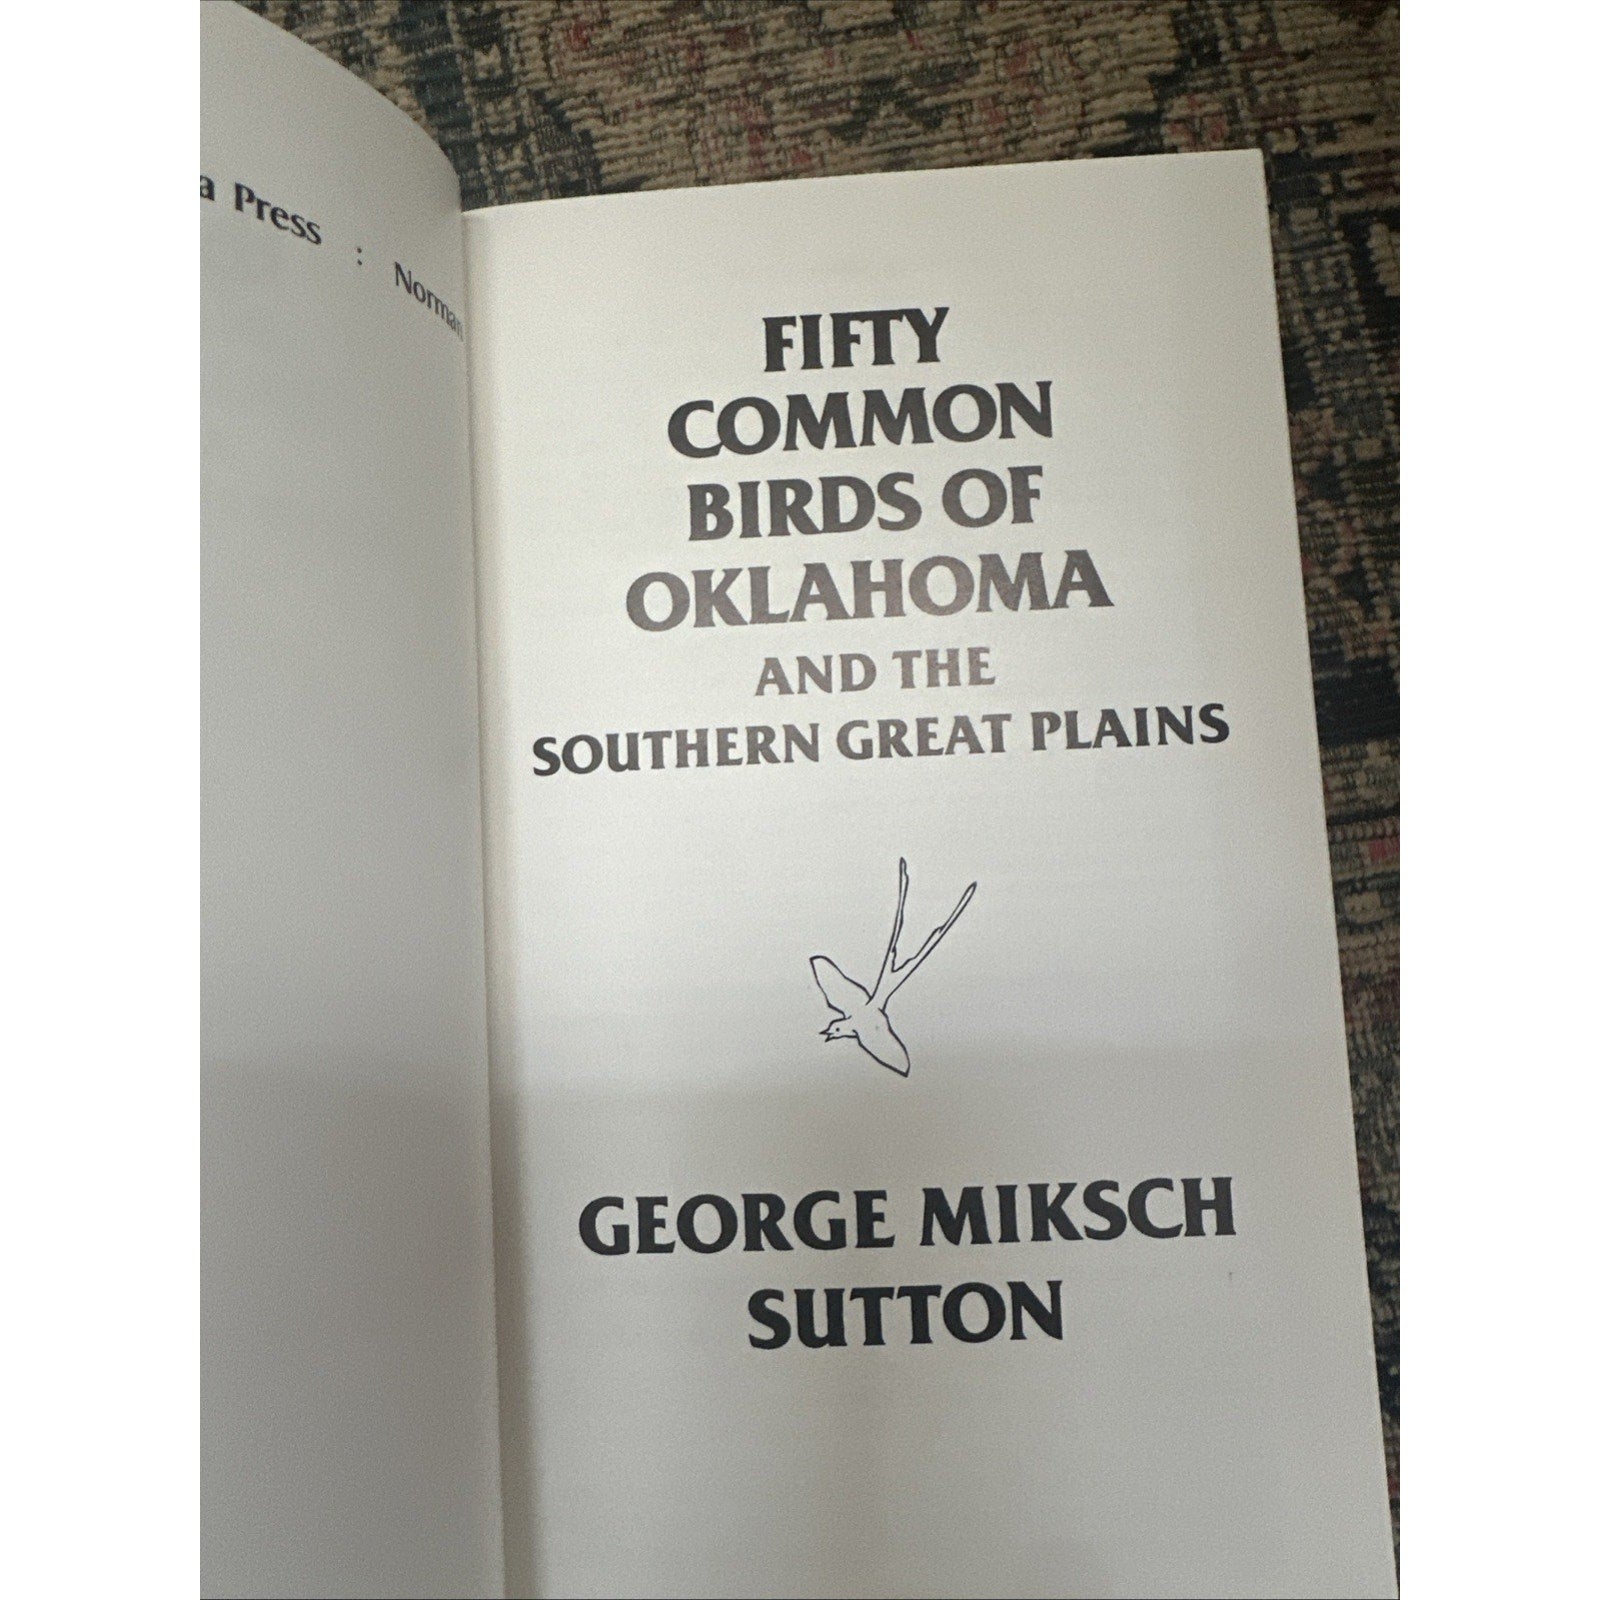 a Press : Norman
FIFTY
COMMON
BIRDS OF
OKLAHOMA
AND THE
SOUTHERN GREAT PLAINS
GEORGE MIKSCH
SUTTON